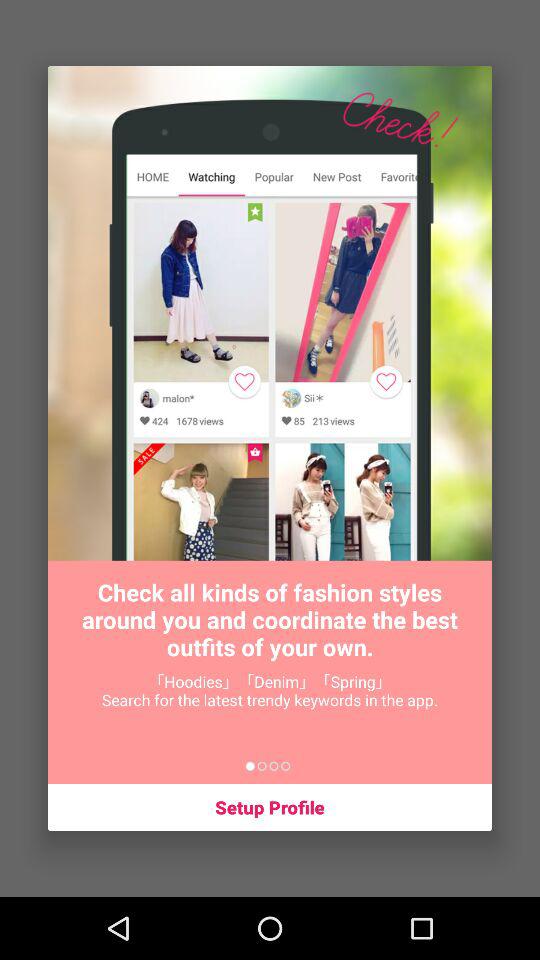 Check!
HOME Watching Popular New Post Favorite
malon*
424 1678 views
Sii＊
85 213 views
SALE
Check all kinds of fashion styles
around you and coordinate the best
outfits of your own.
「Hoodies」 「Denim」 「Spring」
Search for the latest trendy keywords in the app.
Setup Profile